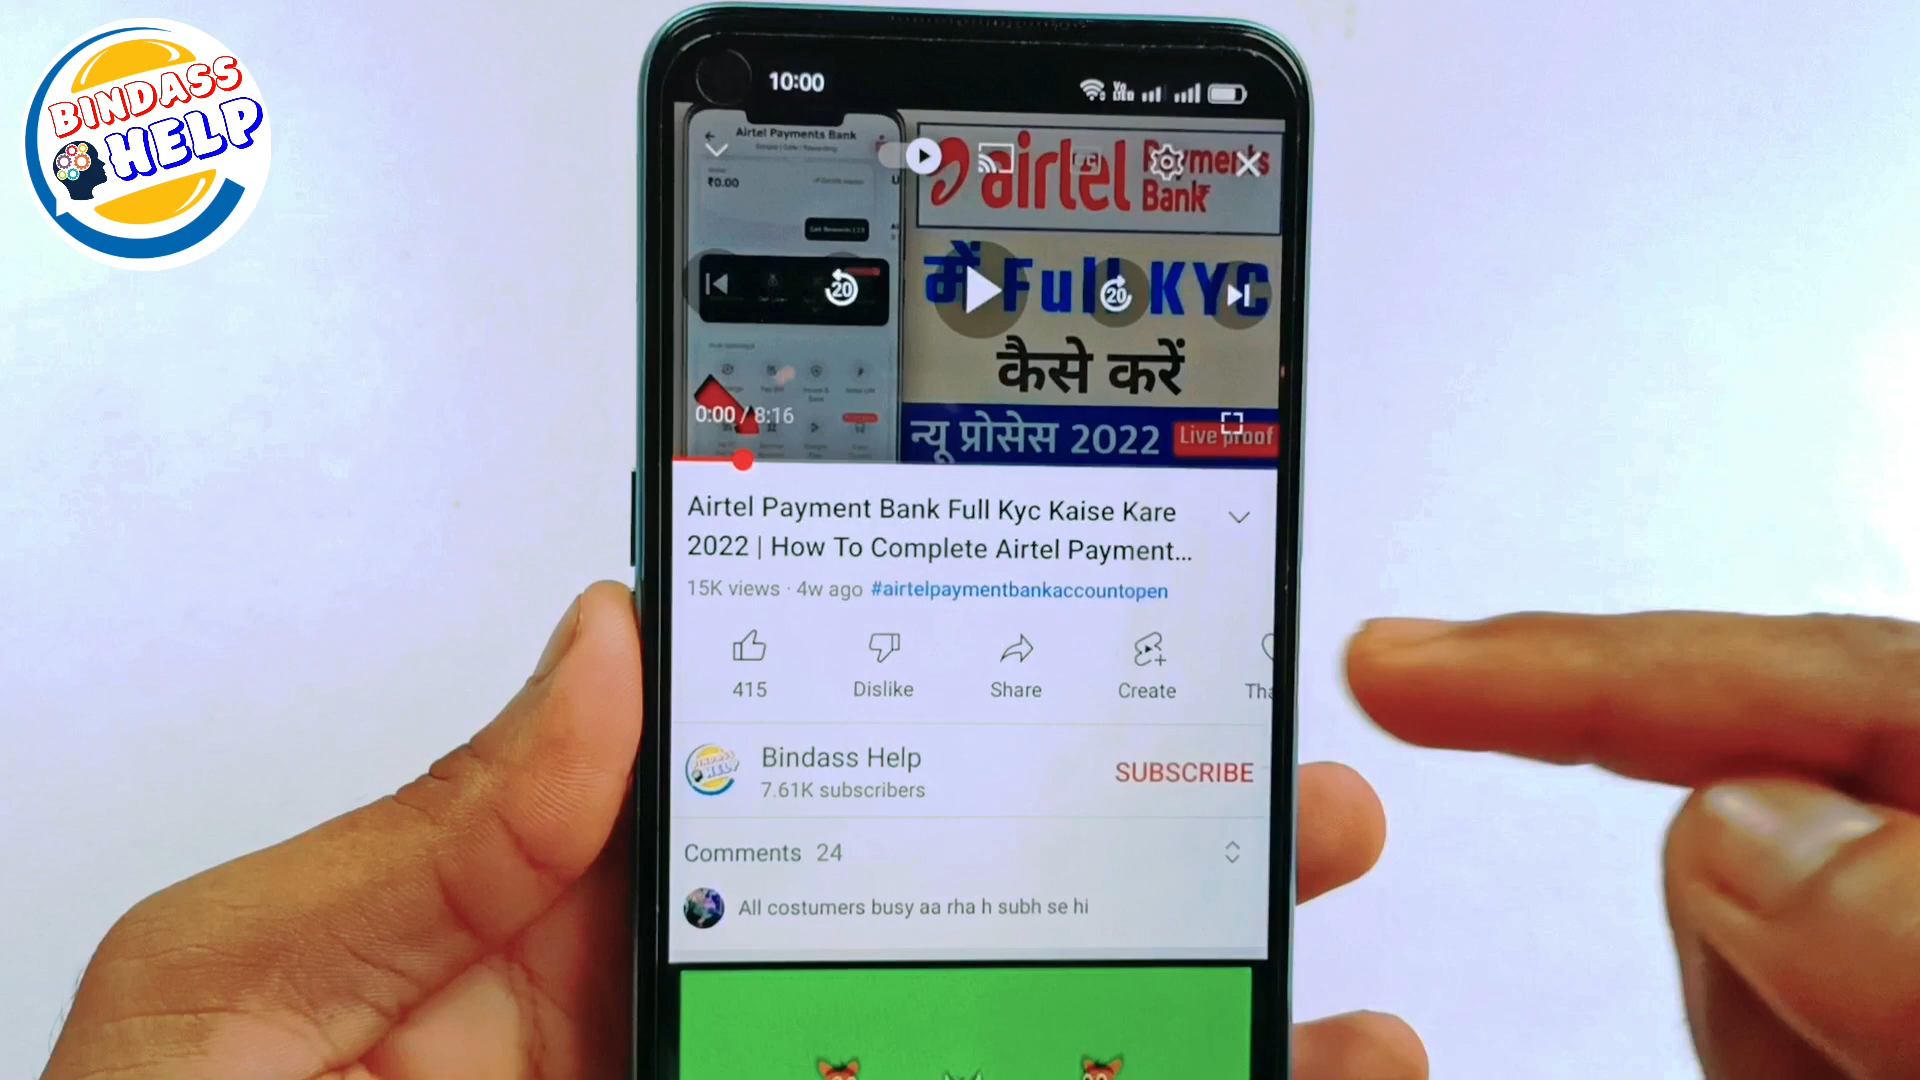 BINDASS
HELP
10:00
Airtel Payments Bank
₹0.00
airtel
Payments
Bank
में Full KYC
कैसे करें
न्यू प्रोसेस 2022
Live proof
20
20
0:00 / 8:16
Airtel Payment Bank Full Kyc Kaise Kare
2022 | How To Complete Airtel Payment...
15K views · 4w ago #airtelpaymentbankaccountopen
415 Dislike Share Create Tha
Bindass Help
7.61K subscribers
SUBSCRIBE
Comments 24
All costumers busy aa rha h subh se hi